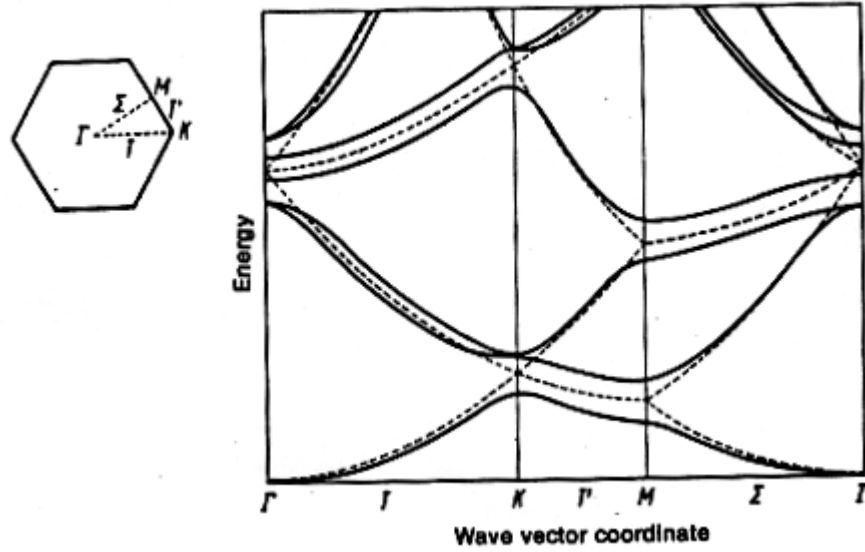 M
Σ
T'
Γ
K
T
Energy
Γ
T
K
T'
M
Σ
Wave vector coordinate